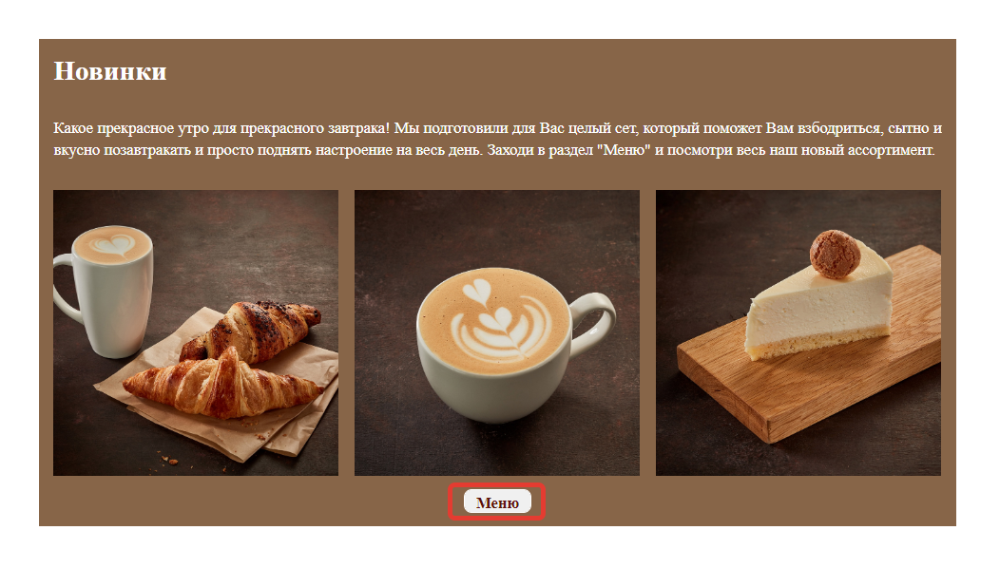 Новинки
Какое прекрасное утро для прекрасного завтрака! Мы подготовили для Вас целый сет, который поможет Вам взбодриться, сытно и
вкусно позавтракать и просто поднять настроение на весь день. Заходи в раздел "Меню" и посмотри весь наш новый ассортимент.
Меню